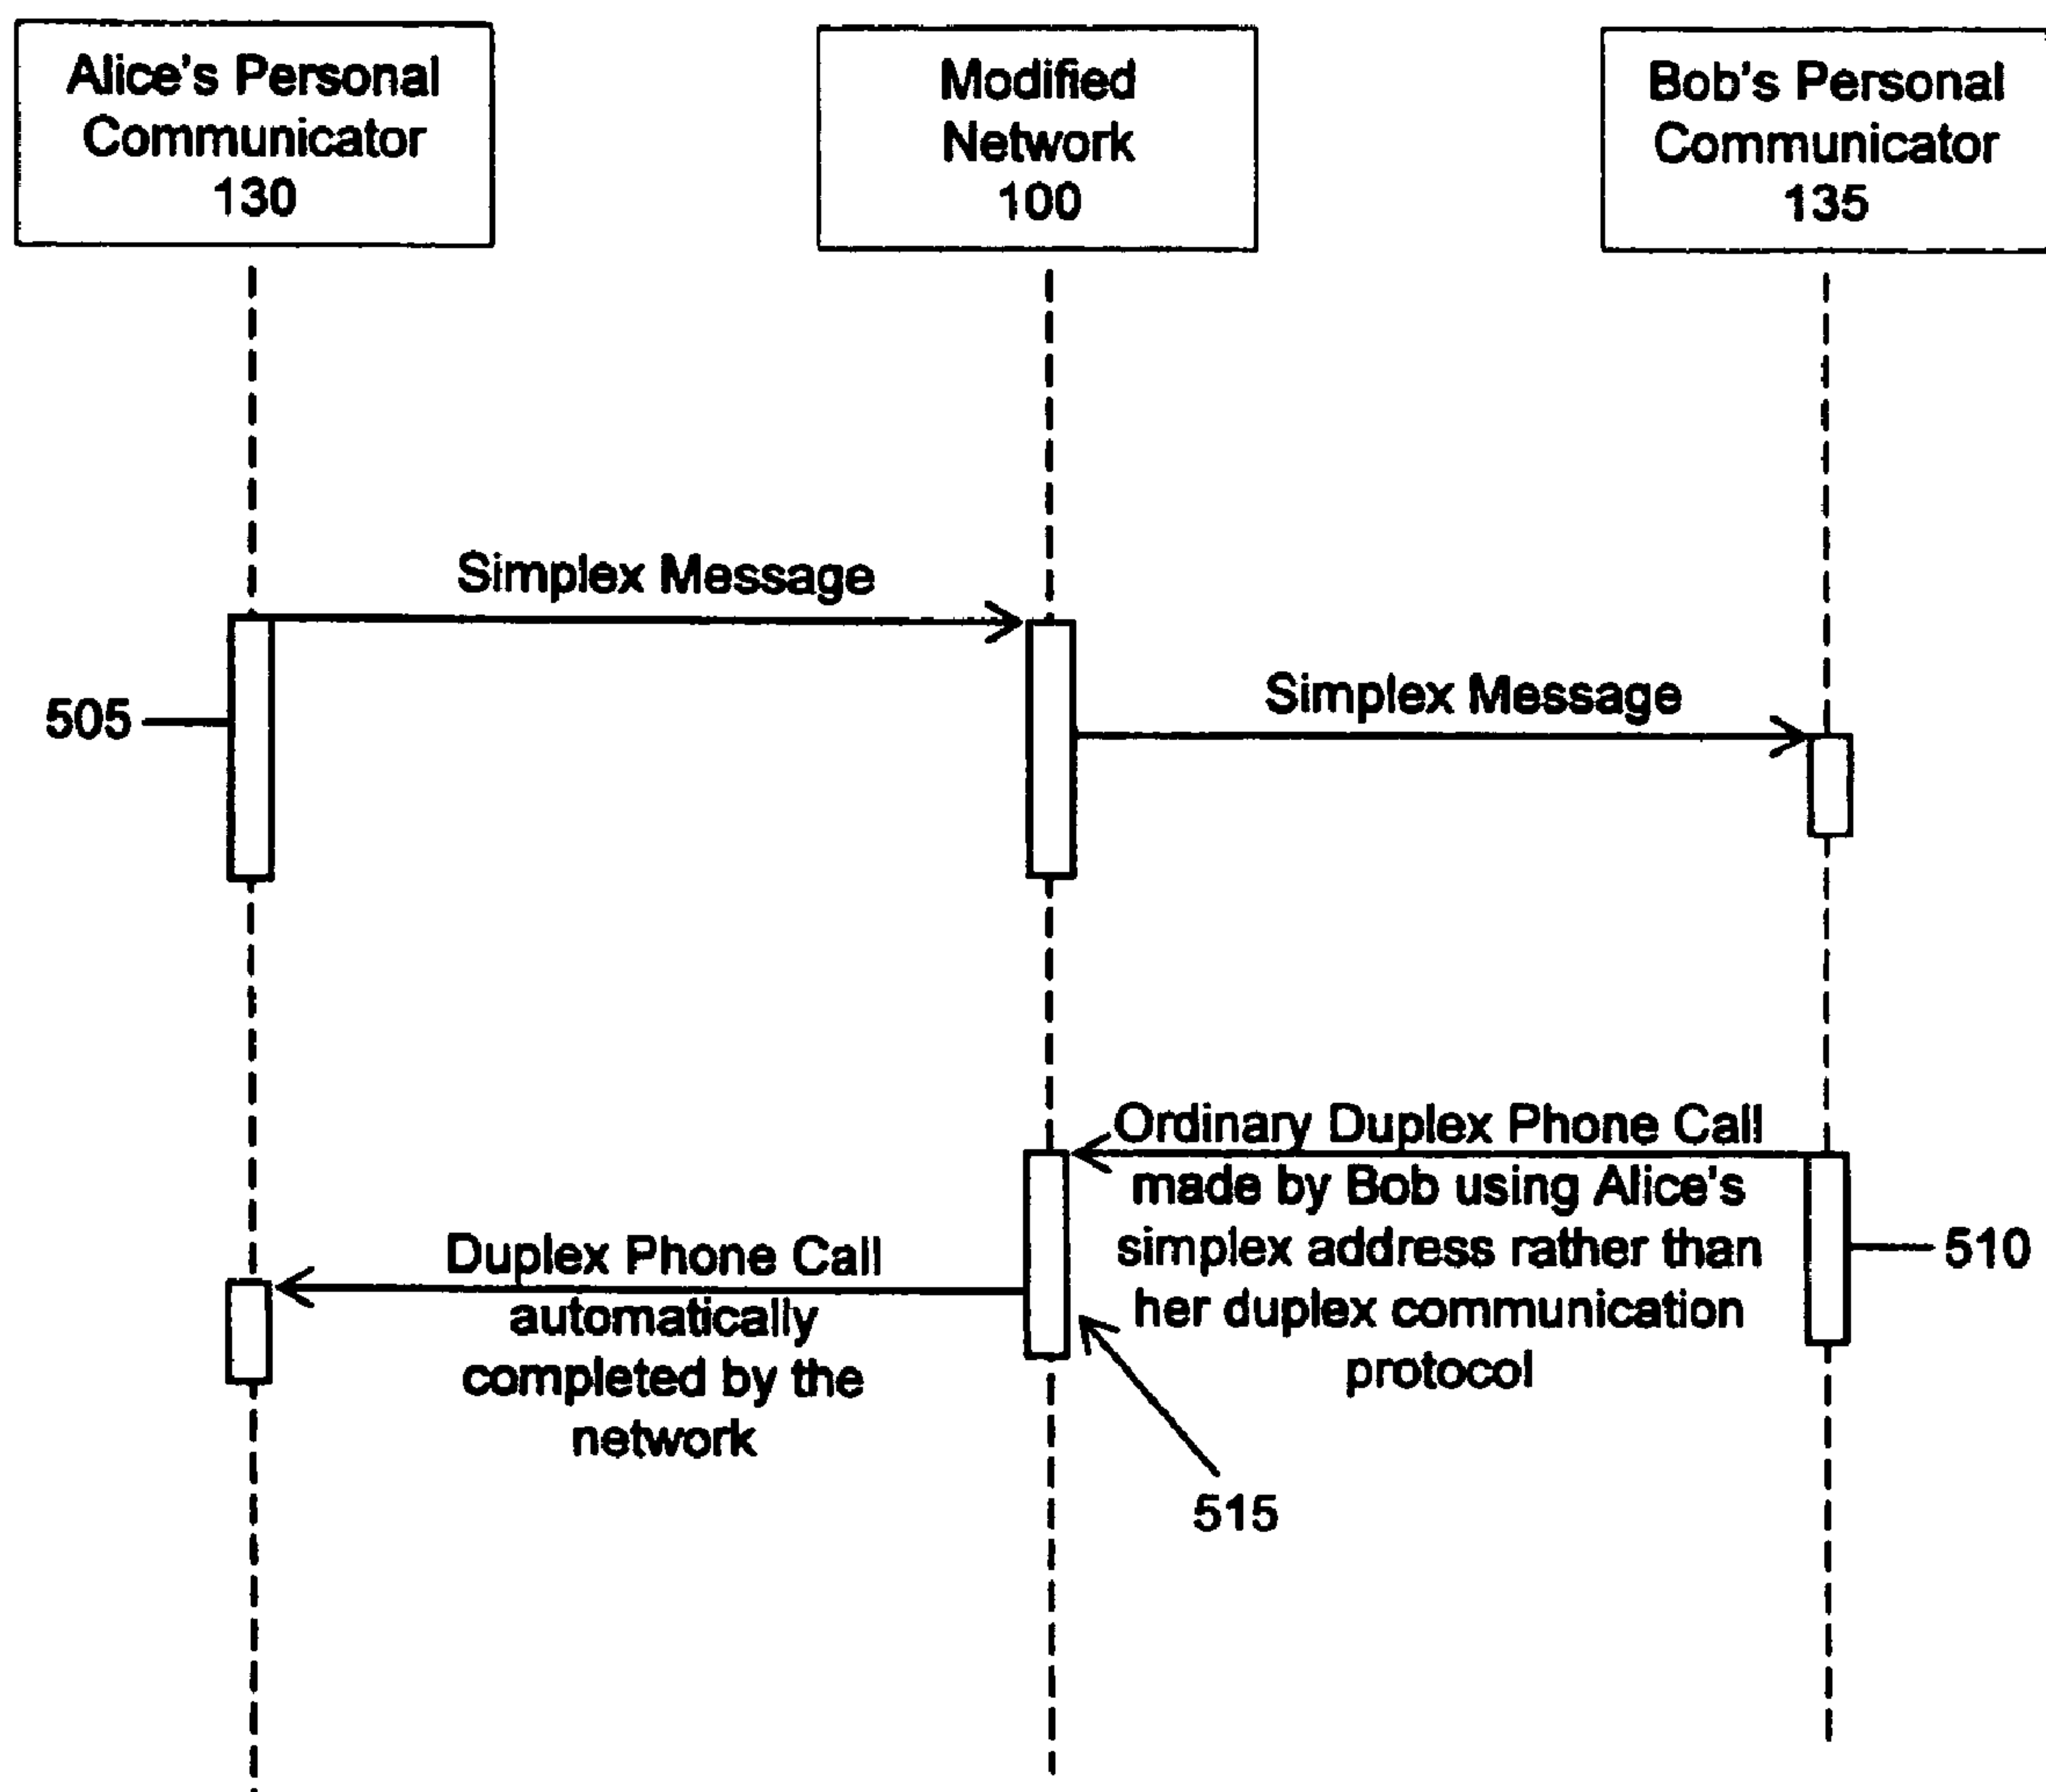 Alice's Personal
Communicator
130
Modified
Network
100
Bob's Personal
Communicator
135
Simplex Message
505
Simplex Message
Ordinary Duplex Phone Call
made by Bob using Alice's
simplex address rather than
her duplex communication
protocol
510
Duplex Phone Call
automatically
completed by the
network
515